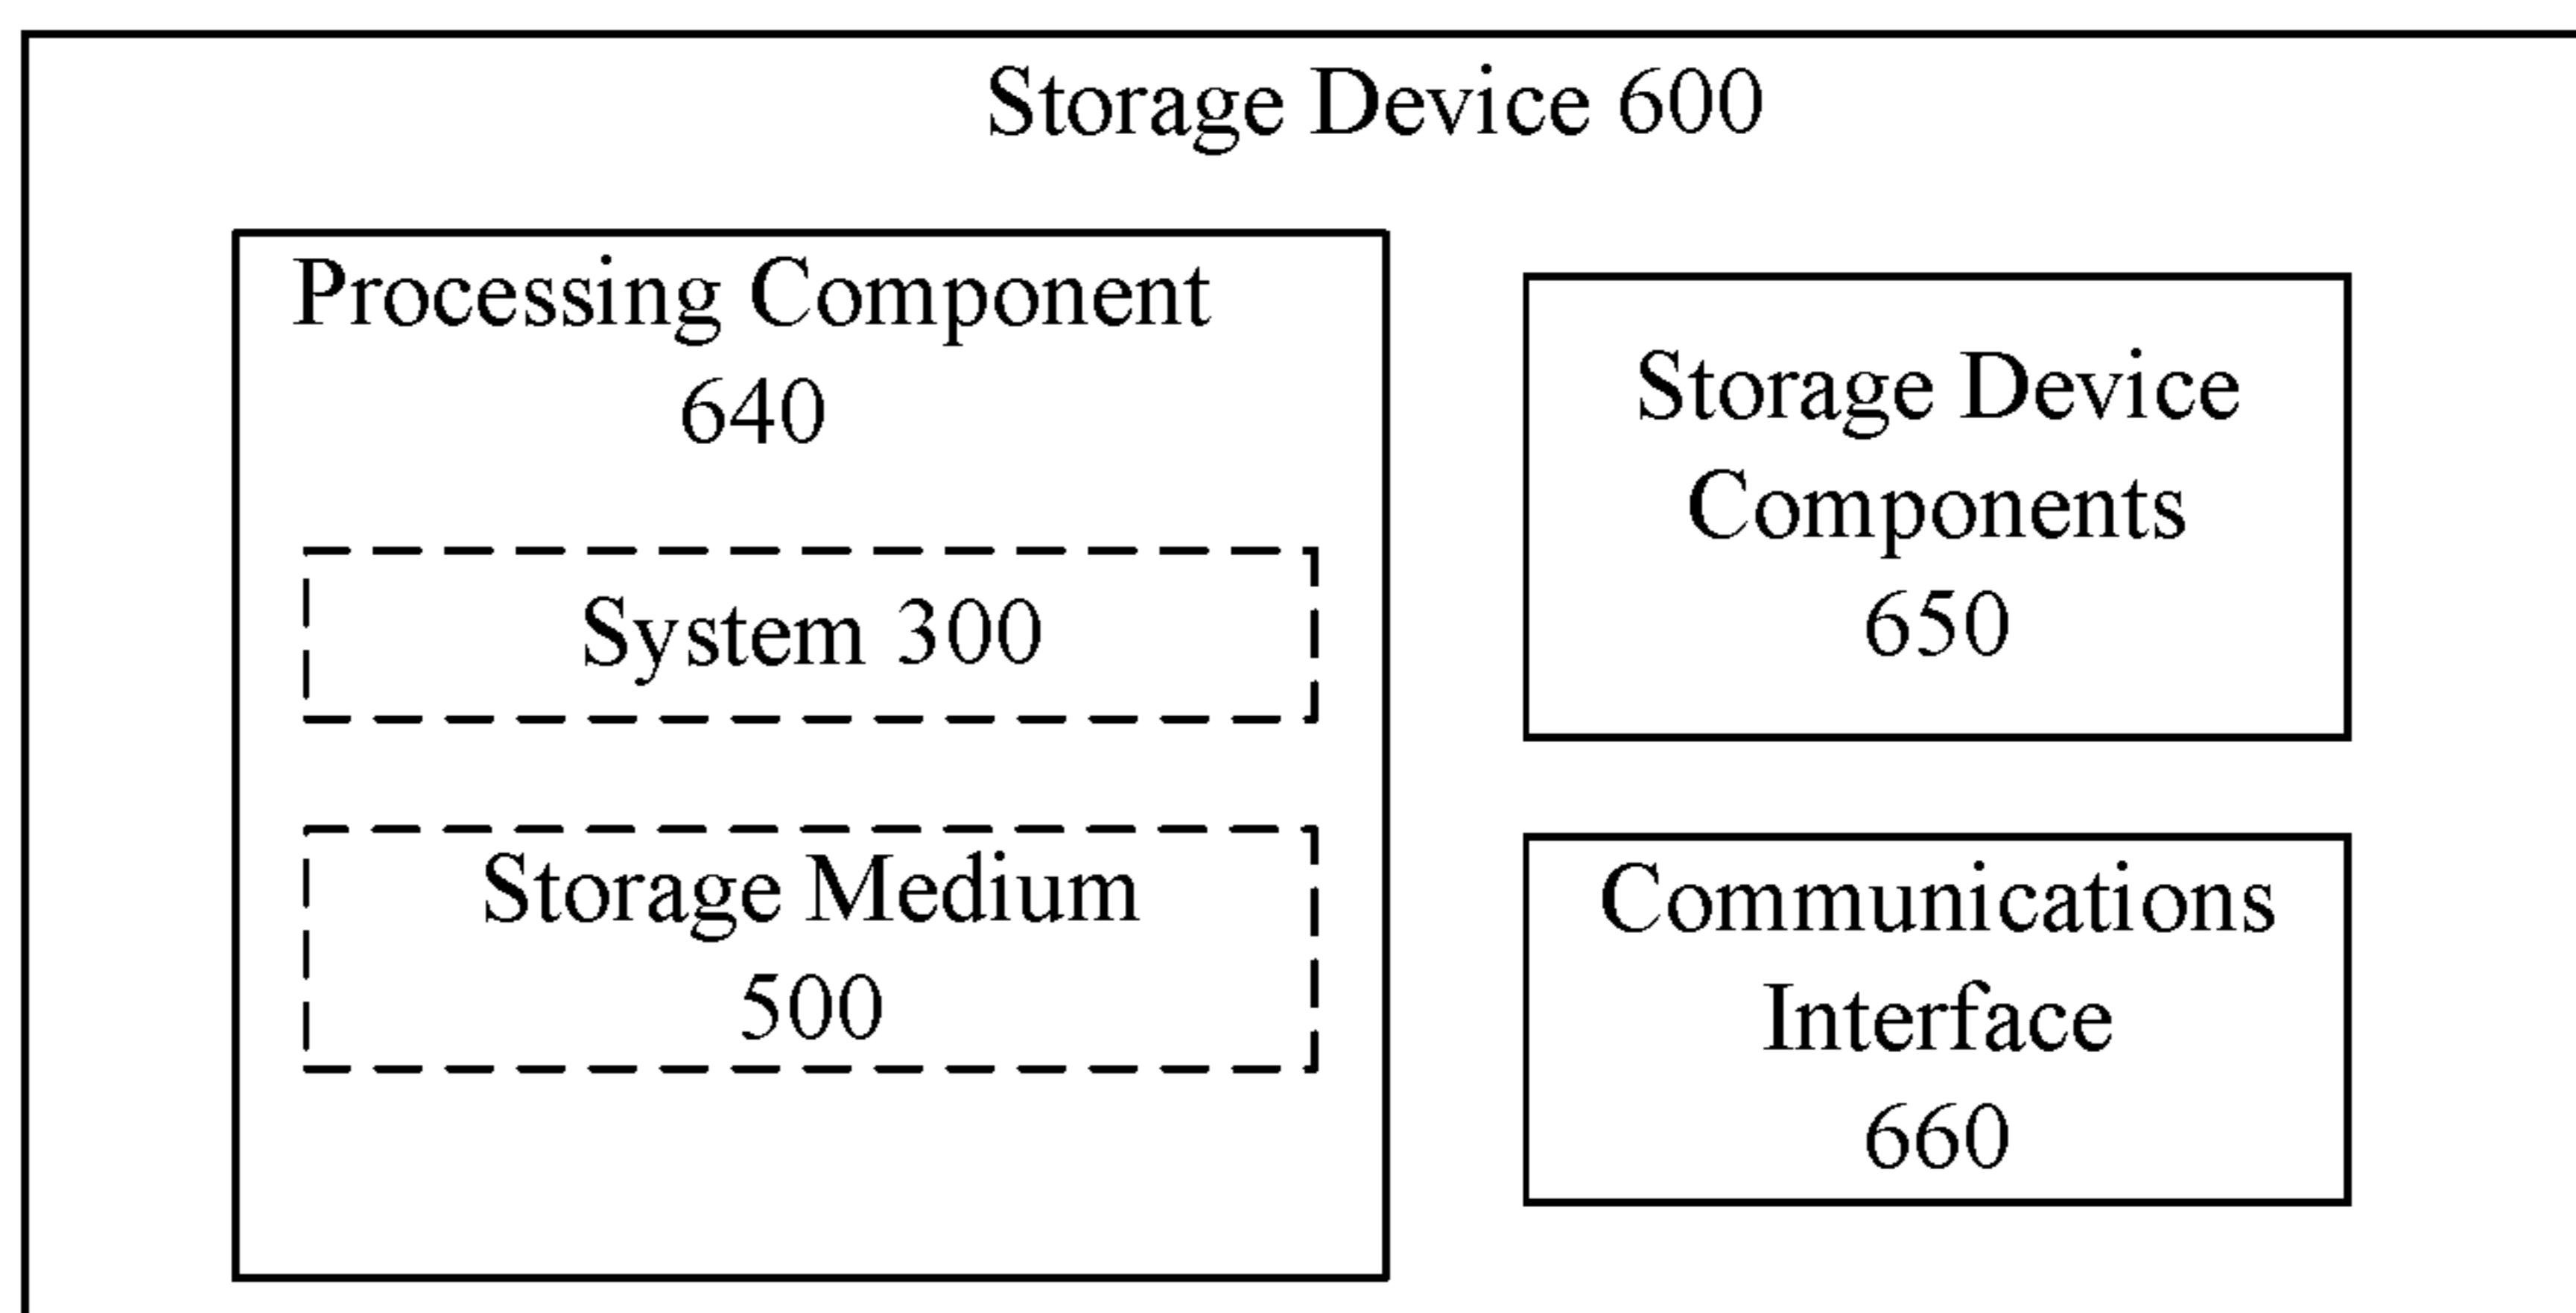 Storage Device 600
Processing Component
640
System 300
Storage Medium
500
Storage Device
Components
650
Communications
Interface
660